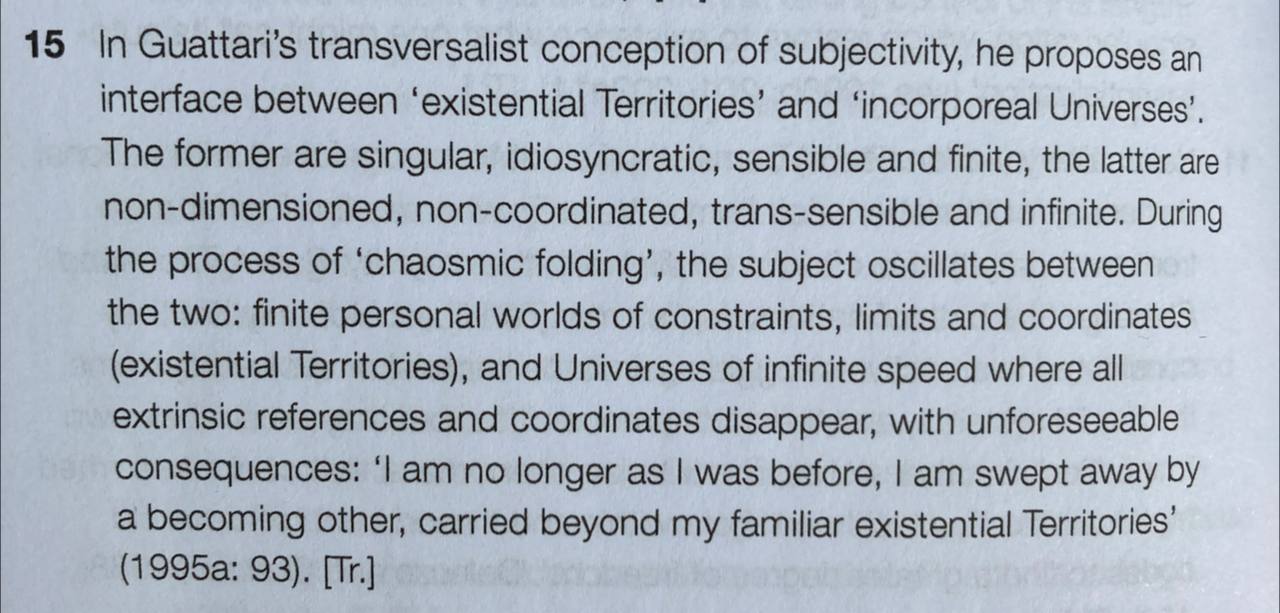 15 In Guattari's transversalist conception of subjectivity, he proposes an
interface between ‘existential Territories’ and ‘incorporeal Universes’.
The former are singular, idiosyncratic, sensible and finite, the latter are
non-dimensioned, non-coordinated, trans-sensible and infinite. During
the process of ‘chaosmic folding’, the subject oscillates between
the two: finite personal worlds of constraints, limits and coordinates
(existential Territories), and Universes of infinite speed where all
extrinsic references and coordinates disappear, with unforeseeable
consequences: ‘I am no longer as I was before, I am swept away by
a becoming other, carried beyond my familiar existential Territories’
(1995a: 93). [Tr.]